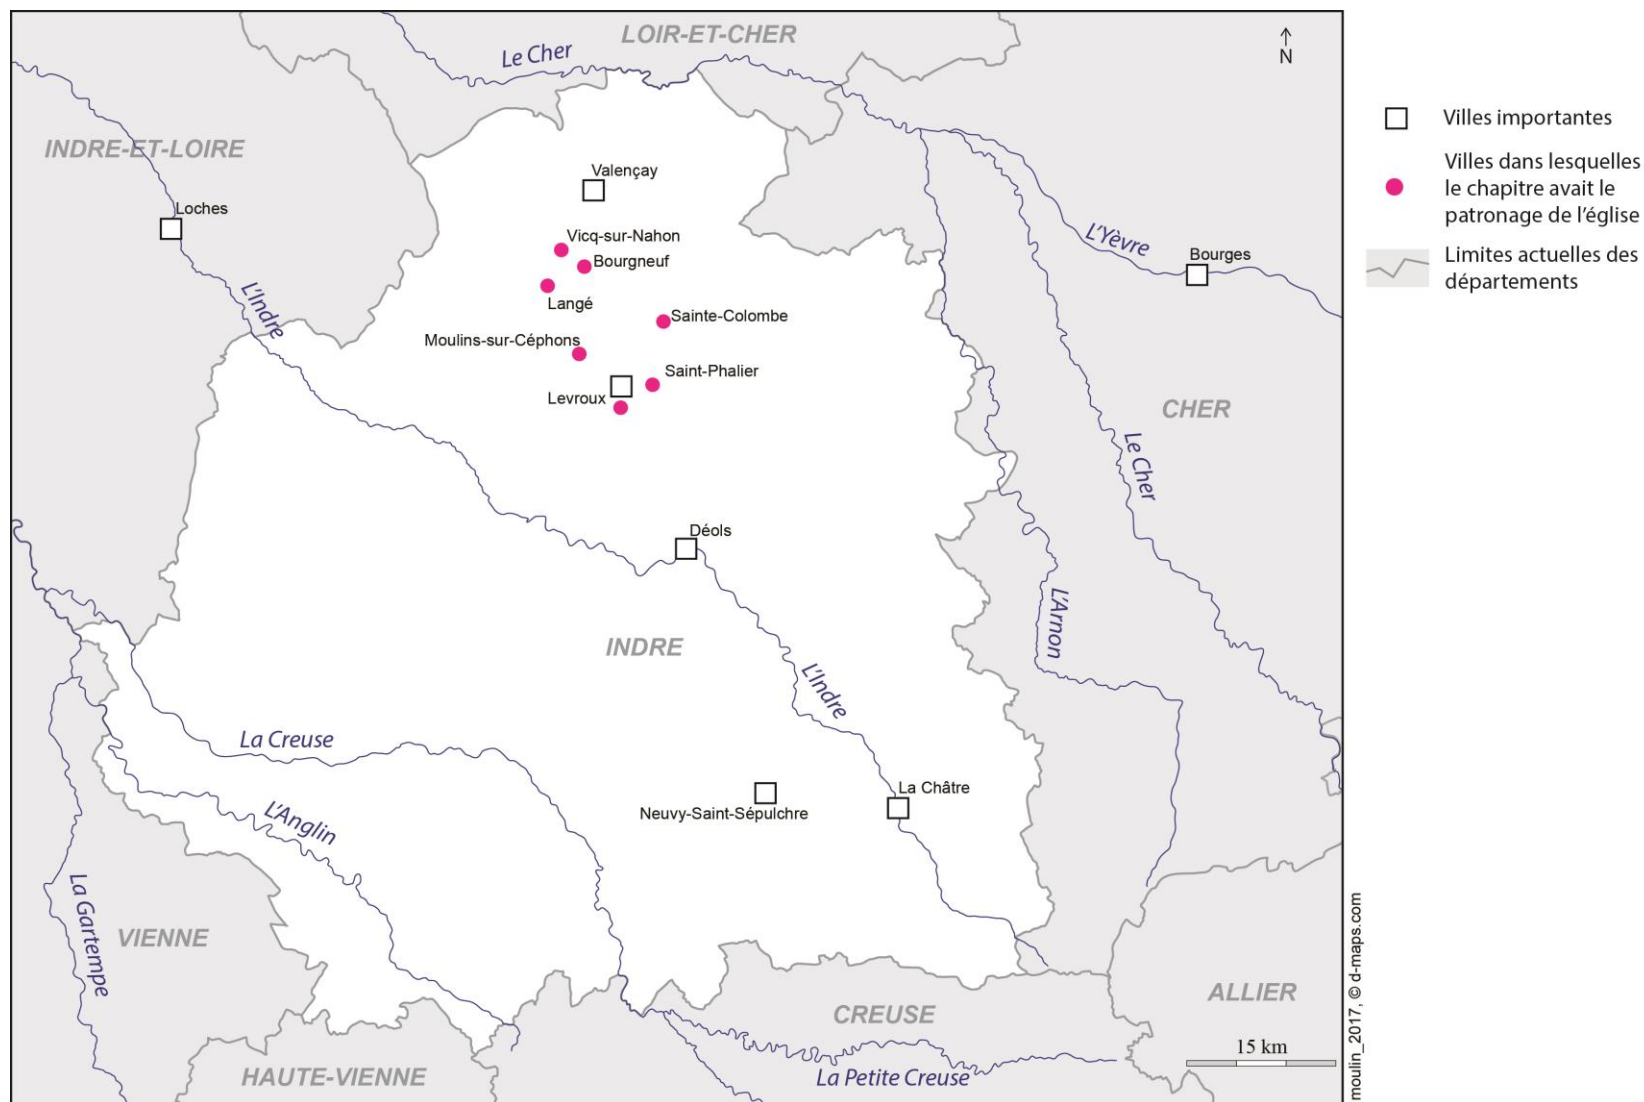 LOIR-ET-CHER
Le Cher
N
INDRE-ET-LOIRE
Valençay
Loches
Vicq-sur-Nahon
Bourgneuf
Langé
L'Indre
Sainte-Colombe
Moulins-sur-Céphons
Saint-Phalier
Levroux
L'Yèvre
Bourges
CHER
Le Cher
Déols
INDRE
L'Arnon
L'Indre
La Creuse
L'Anglin
Neuvy-Saint-Sépulchre
La Châtre
La Gartempe
VIENNE
HAUTE-VIENNE
CREUSE
La Petite Creuse
ALLIER
15 km
moulin_2017, © d-maps.com
Villes importantes
Villes dans lesquelles
le chapitre avait le
patronage de l'église
Limites actuelles des
départements